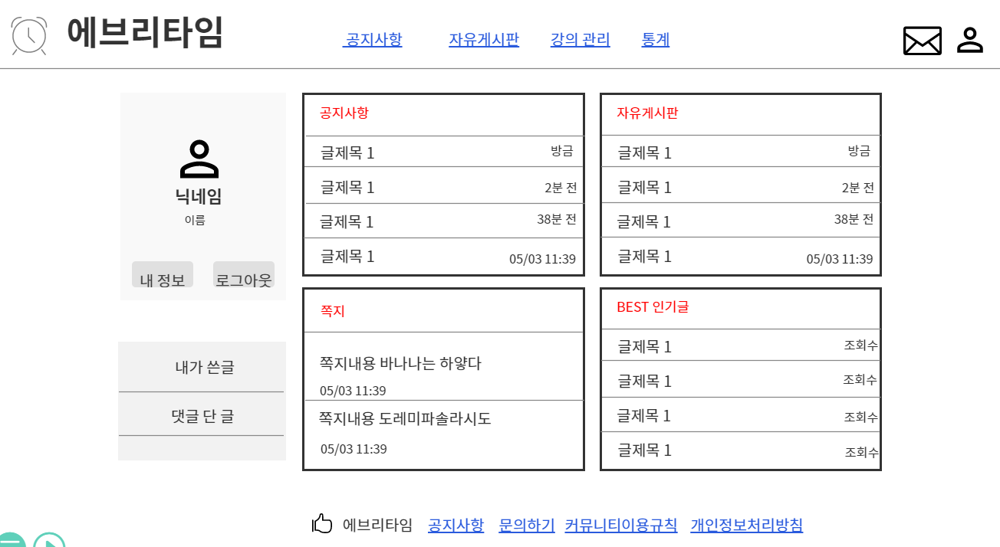 에브리타임
공지사항 자유게시판 강의 관리 통계
닉네임
이름
내 정보 로그아웃
내가 쓴글
댓글 단 글
공지사항
글제목 1 방금
글제목 1 2분 전
글제목 1 38분 전
글제목 1 05/03 11:39
자유게시판
글제목 1 방금
글제목 1 2분 전
글제목 1 38분 전
글제목 1 05/03 11:39
쪽지
쪽지내용 바나나는 하얗다
05/03 11:39
쪽지내용 도레미파솔라시도
05/03 11:39
BEST 인기글
글제목 1 조회수
글제목 1 조회수
글제목 1 조회수
글제목 1 조회수
에브리타임 공지사항 문의하기 커뮤니티이용규칙 개인정보처리방침